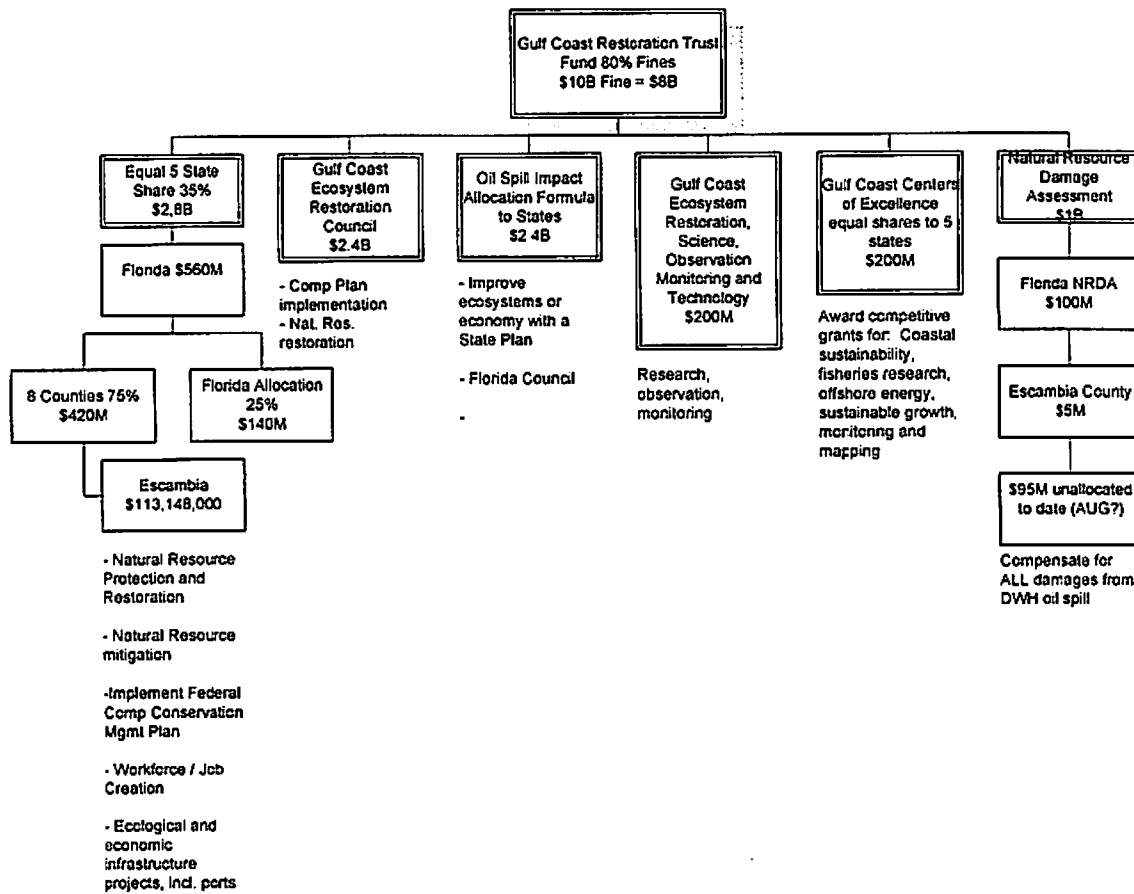 Gulf Coast Restoration Trust
Fund 80% Fines
$10B Fine = $8B
Equal 5 State
Share 35%
$2.8B
Gulf Coast
Ecosystem
Restoration
Council
$2.4B
Oil Spill Impact
Allocation Formula
to States
$2 4B
Gulf Coast
Ecosystem
Restoration,
Science,
Observation
Monitoring and
Technology
$200M
Gulf Coast Centers
of Excellence
equal shares to 5
states
$200M
Natural Resource
Damage
Assessment
$1B
Florida $560M
- Comp Plan
implementation
- Nat. Res.
restoration
- Improve
ecosystems or
economy with a
State Plan
- Florida Council
-
Research,
observation,
monitoring
Award competitive
grants for: Coastal
sustainability,
fisheries research,
offshore energy,
sustainable growth,
monitoring and
mapping
Florida NRDA
$100M
8 Counties 75%
$420M
Florida Allocation
25%
$140M
Escambia County
$5M
Escambia
$113,148,000
$95M unallocated
to date (AUG?)
- Natural Resource
Protection and
Restoration
- Natural Resource
mitigation
-Implement Federal
Comp Conservation
Mgmt Plan
- Workforce / Job
Creation
- Ecological and
economic
infrastructure
projects, incl. ports
Compensate for
ALL damages from
DWH oil spill